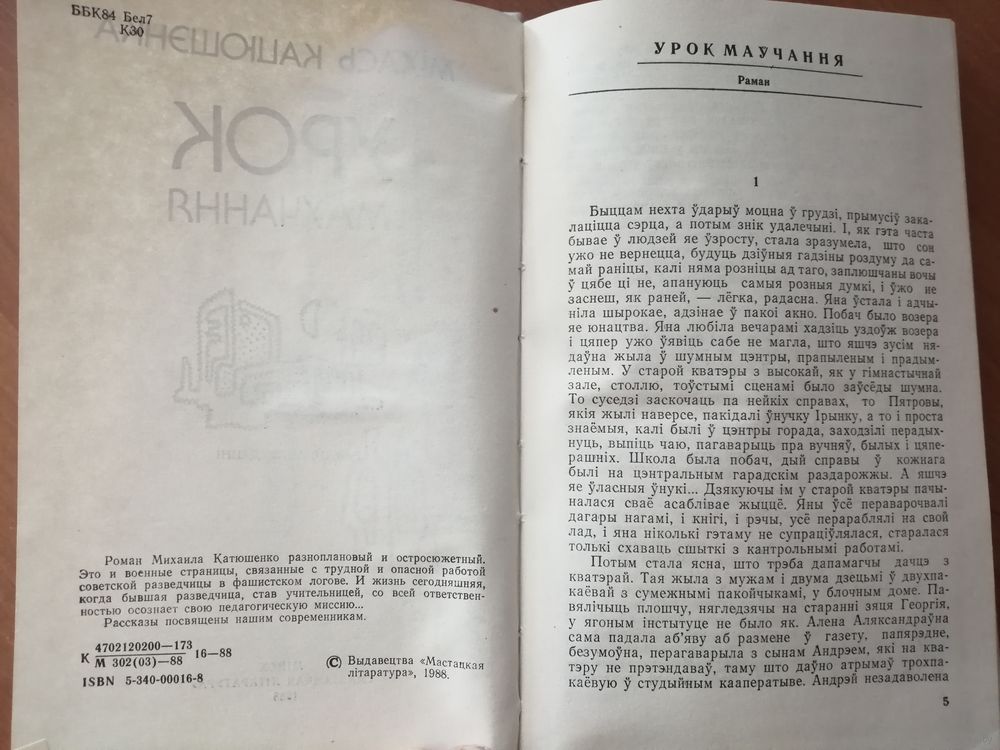 ББК84 Бел7
К30
Роман Михаила Катюшенко разноплановый и остросюжетный.
Это и военные страницы, связанные с трудной и опасной работой
советской разведчицы в фашистском логове. И жизнь сегодняшняя,
когда бывшая разведчица, став учительницей, со всей ответствен-
ностью осознает свою педагогическую миссию...
Рассказы посвящены нашим современникам.
К 4702120200—173
М 302(03)—88 16—88
ISBN 5-340-00016-8
© Выдавецтва «Мастацкая
літаратура», 1988.
УРОК МАЎЧАННЯ
Раман
1
Быццам нехта ўдарыў моцна ў грудзі, прымусіў зака-
лаціцца сэрца, а потым знік удалечыні. І, як гэта часта
бывае ў людзей яе ўзросту, стала зразумела, што сон
ужо не вернецца, будуць дзіўныя гадзіны роздуму да са-
май раніцы, калі няма розніцы ад таго, заплюшчаны вочы
ў цябе ці не, апануюць самыя розныя думкі, і ўжо не
заснеш, як раней, — лёгка, радасна. Яна ўстала і адчы-
ніла шырокае, адзінае ў пакоі акно. Побач было возера
яе юнацтва. Яна любіла вечарамі хадзіць уздоўж возера
і цяпер ужо ўявіць сабе не магла, што яшчэ зусім ня-
даўна жыла ў шумным цэнтры, прапыленым і прадым-
леным. У старой кватэры з высокай, як у гімнастычнай
зале, столлю, тоўстымі сценамі было заўсёды шумна.
То суседзі заскочаць па нейкіх справах, то Пятровы,
якія жылі наверсе, пакідалі ўнучку Ірынку, а то і проста
знаёмыя, калі былі ў цэнтры горада, заходзілі перадых-
нуць, выпіць чаю, пагаварыць пра вучняў, былых і цяпе-
рашніх. Школа была побач, дый справы ў кожнага
былі на цэнтральным гарадскім раздарожжы. А яшчэ
яе ўласныя ўнукі... Дзякуючы ім у старой кватэры пачы-
налася сваё асаблівае жыццё. Яны ўсё пераварочвалі
дагары нагамі, і кнігі, і рэчы, усё перараблялі на свой
лад, і яна ніколькі гэтаму не супраціўлялася, старалася
толькі схаваць сшыткі з кантрольнымі работамі.
Потым стала ясна, што трэба дапамагчы дачцэ з
кватэрай. Тая жыла з мужам і двума дзецьмі ў двухпа-
каёвай з сумежнымі пакойчыкамі, у блочным доме. Па-
вялічыць плошчу, нягледзячы на старанні зяця Георгія,
у ягоным інстытуце не было як. Алена Аляксандраўна
сама падала аб'яву аб размене ў газету, папярэдне,
безумоўна, перагаварыла з сынам Андрэем, які на ква-
тэру не прэтэндаваў, таму што даўно атрымаў трохпа-
каёвую ў студыйным кааператыве. Андрэй незадаволена
5